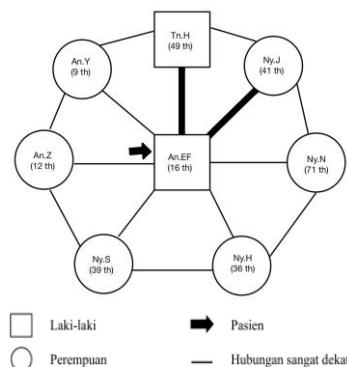 Tn.H
(49 th)
An.Y
(9 th)
Ny.J
(41 th)
An.Z
(12 th)
An.EF
(16 th)
Ny.N
(71 th)
Ny.S
(39 th)
Ny.H
(36 th)
Laki-laki
Pasien
Perempuan
Hubungan sangat dekat